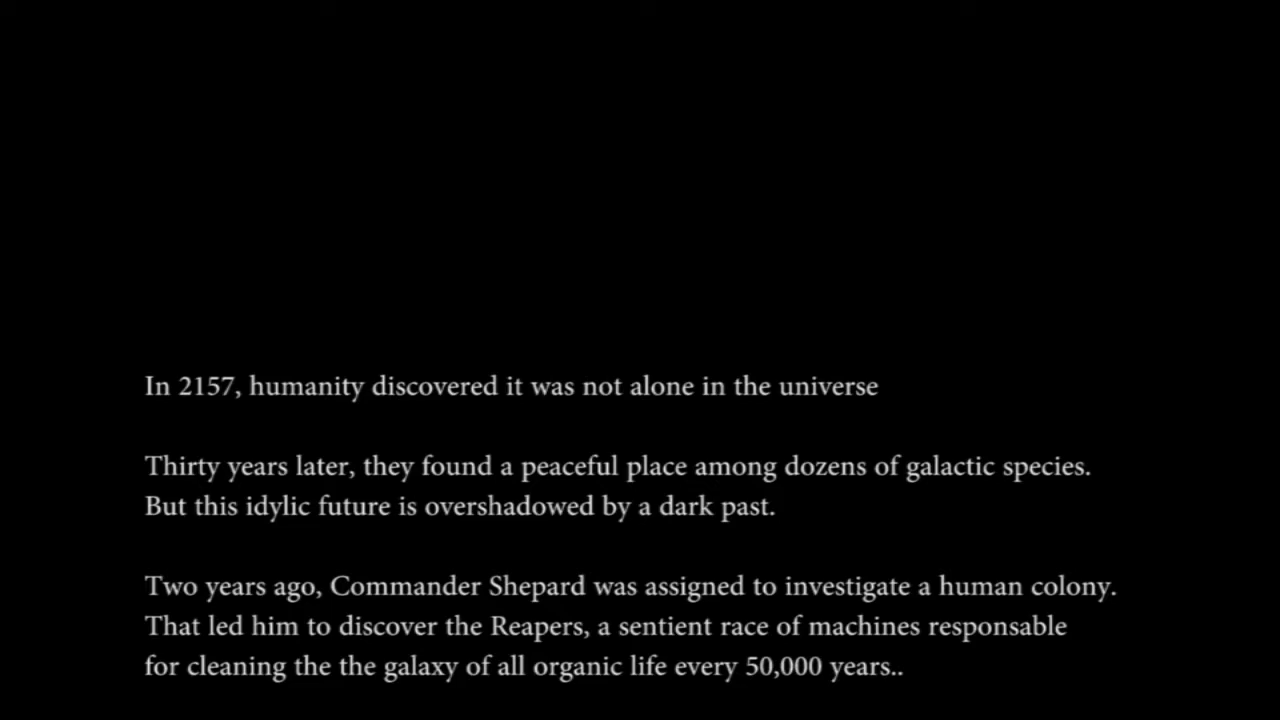 In 2157, humanity discovered it was not alone in the universe
Thirty years later, they found a peaceful place among dozens of galactic species.
But this idylic future is overshadowed by a dark past.
Two years ago, Commander Shepard was assigned to investigate a human colony.
That led him to discover the Reapers, a sentient race of machines responsable
for cleaning the the galaxy of all organic life every 50,000 years..